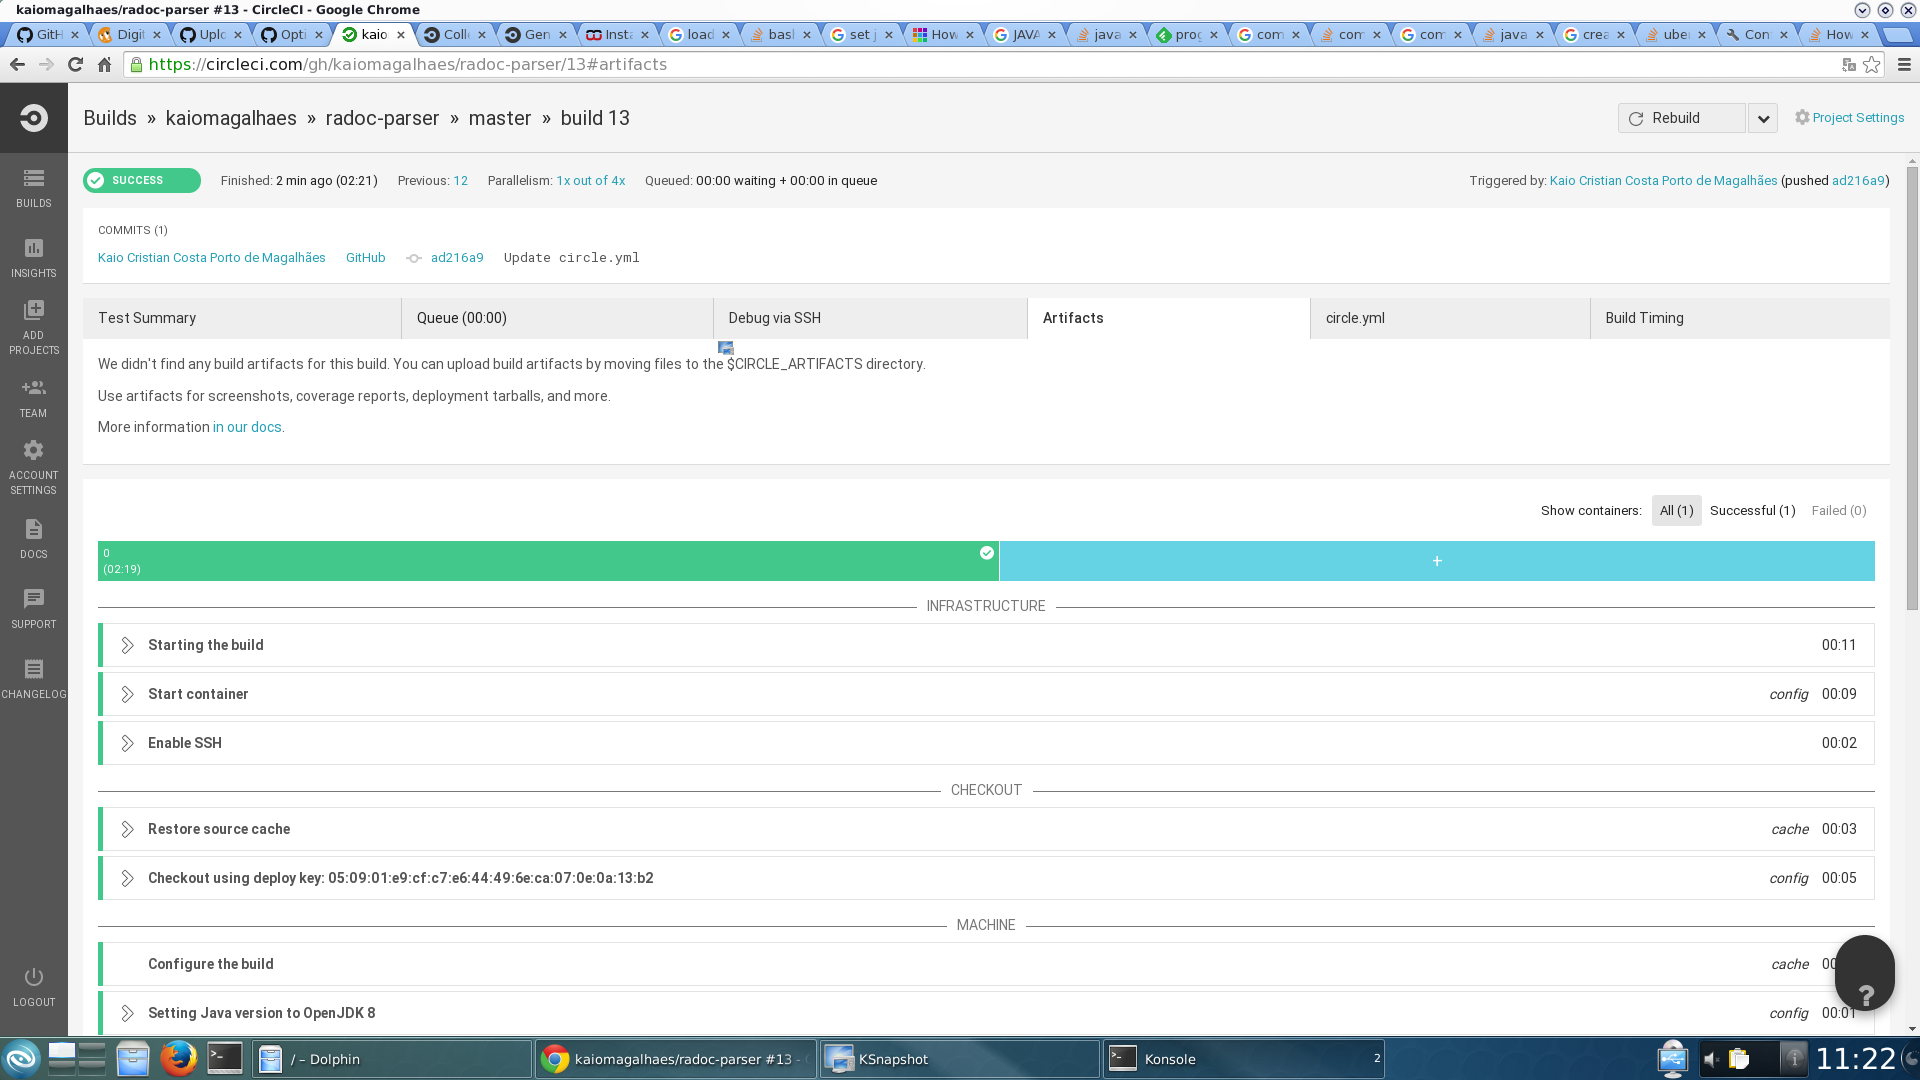 kaiomagalhaes/radoc-parser #13 - CircleCI - Google Chrome
GitH Digit Uplo Opti kaio Colle Gen Insta load bash set j How JAVA java prog com com com java crea uber Con How
https://circleci.com/gh/kaiomagalhaes/radoc-parser/13#artifacts
Builds » kaiomagalhaes » radoc-parser » master » build 13
Rebuild
Project Settings
SUCCESS
Finished: 2 min ago (02:21) Previous: 12 Parallelism: 1x out of 4x Queued: 00:00 waiting + 00:00 in queue
Triggered by: Kaio Cristian Costa Porto de Magalhães (pushed ad216a9)
BUILDS
INSIGHTS
ADD
PROJECTS
TEAM
ACCOUNT
SETTINGS
DOCS
SUPPORT
CHANGELOG
LOGOUT
COMMITS (1)
Kaio Cristian Costa Porto de Magalhães GitHub ad216a9 Update circle.yml
Test Summary Queue (00:00) Debug via SSH Artifacts circle.yml Build Timing
We didn't find any build artifacts for this build. You can upload build artifacts by moving files to the $CIRCLE_ARTIFACTS directory.
Use artifacts for screenshots, coverage reports, deployment tarballs, and more.
More information in our docs.
Show containers: All (1) Successful (1) Failed (0)
0
(02:19)
+
INFRASTRUCTURE
Starting the build 00:11
Start container config 00:09
Enable SSH 00:02
CHECKOUT
Restore source cache cache 00:03
Checkout using deploy key: 05:09:01:e9:cf:c7:e6:44:49:6e:ca:07:0e:0a:13:b2 config 00:05
MACHINE
Configure the build cache
Setting Java version to OpenJDK 8 config 00:01
?
/ – Dolphin
kaiomagalhaes/radoc-parser #13 -
KSnapshot
Konsole 2
11:22